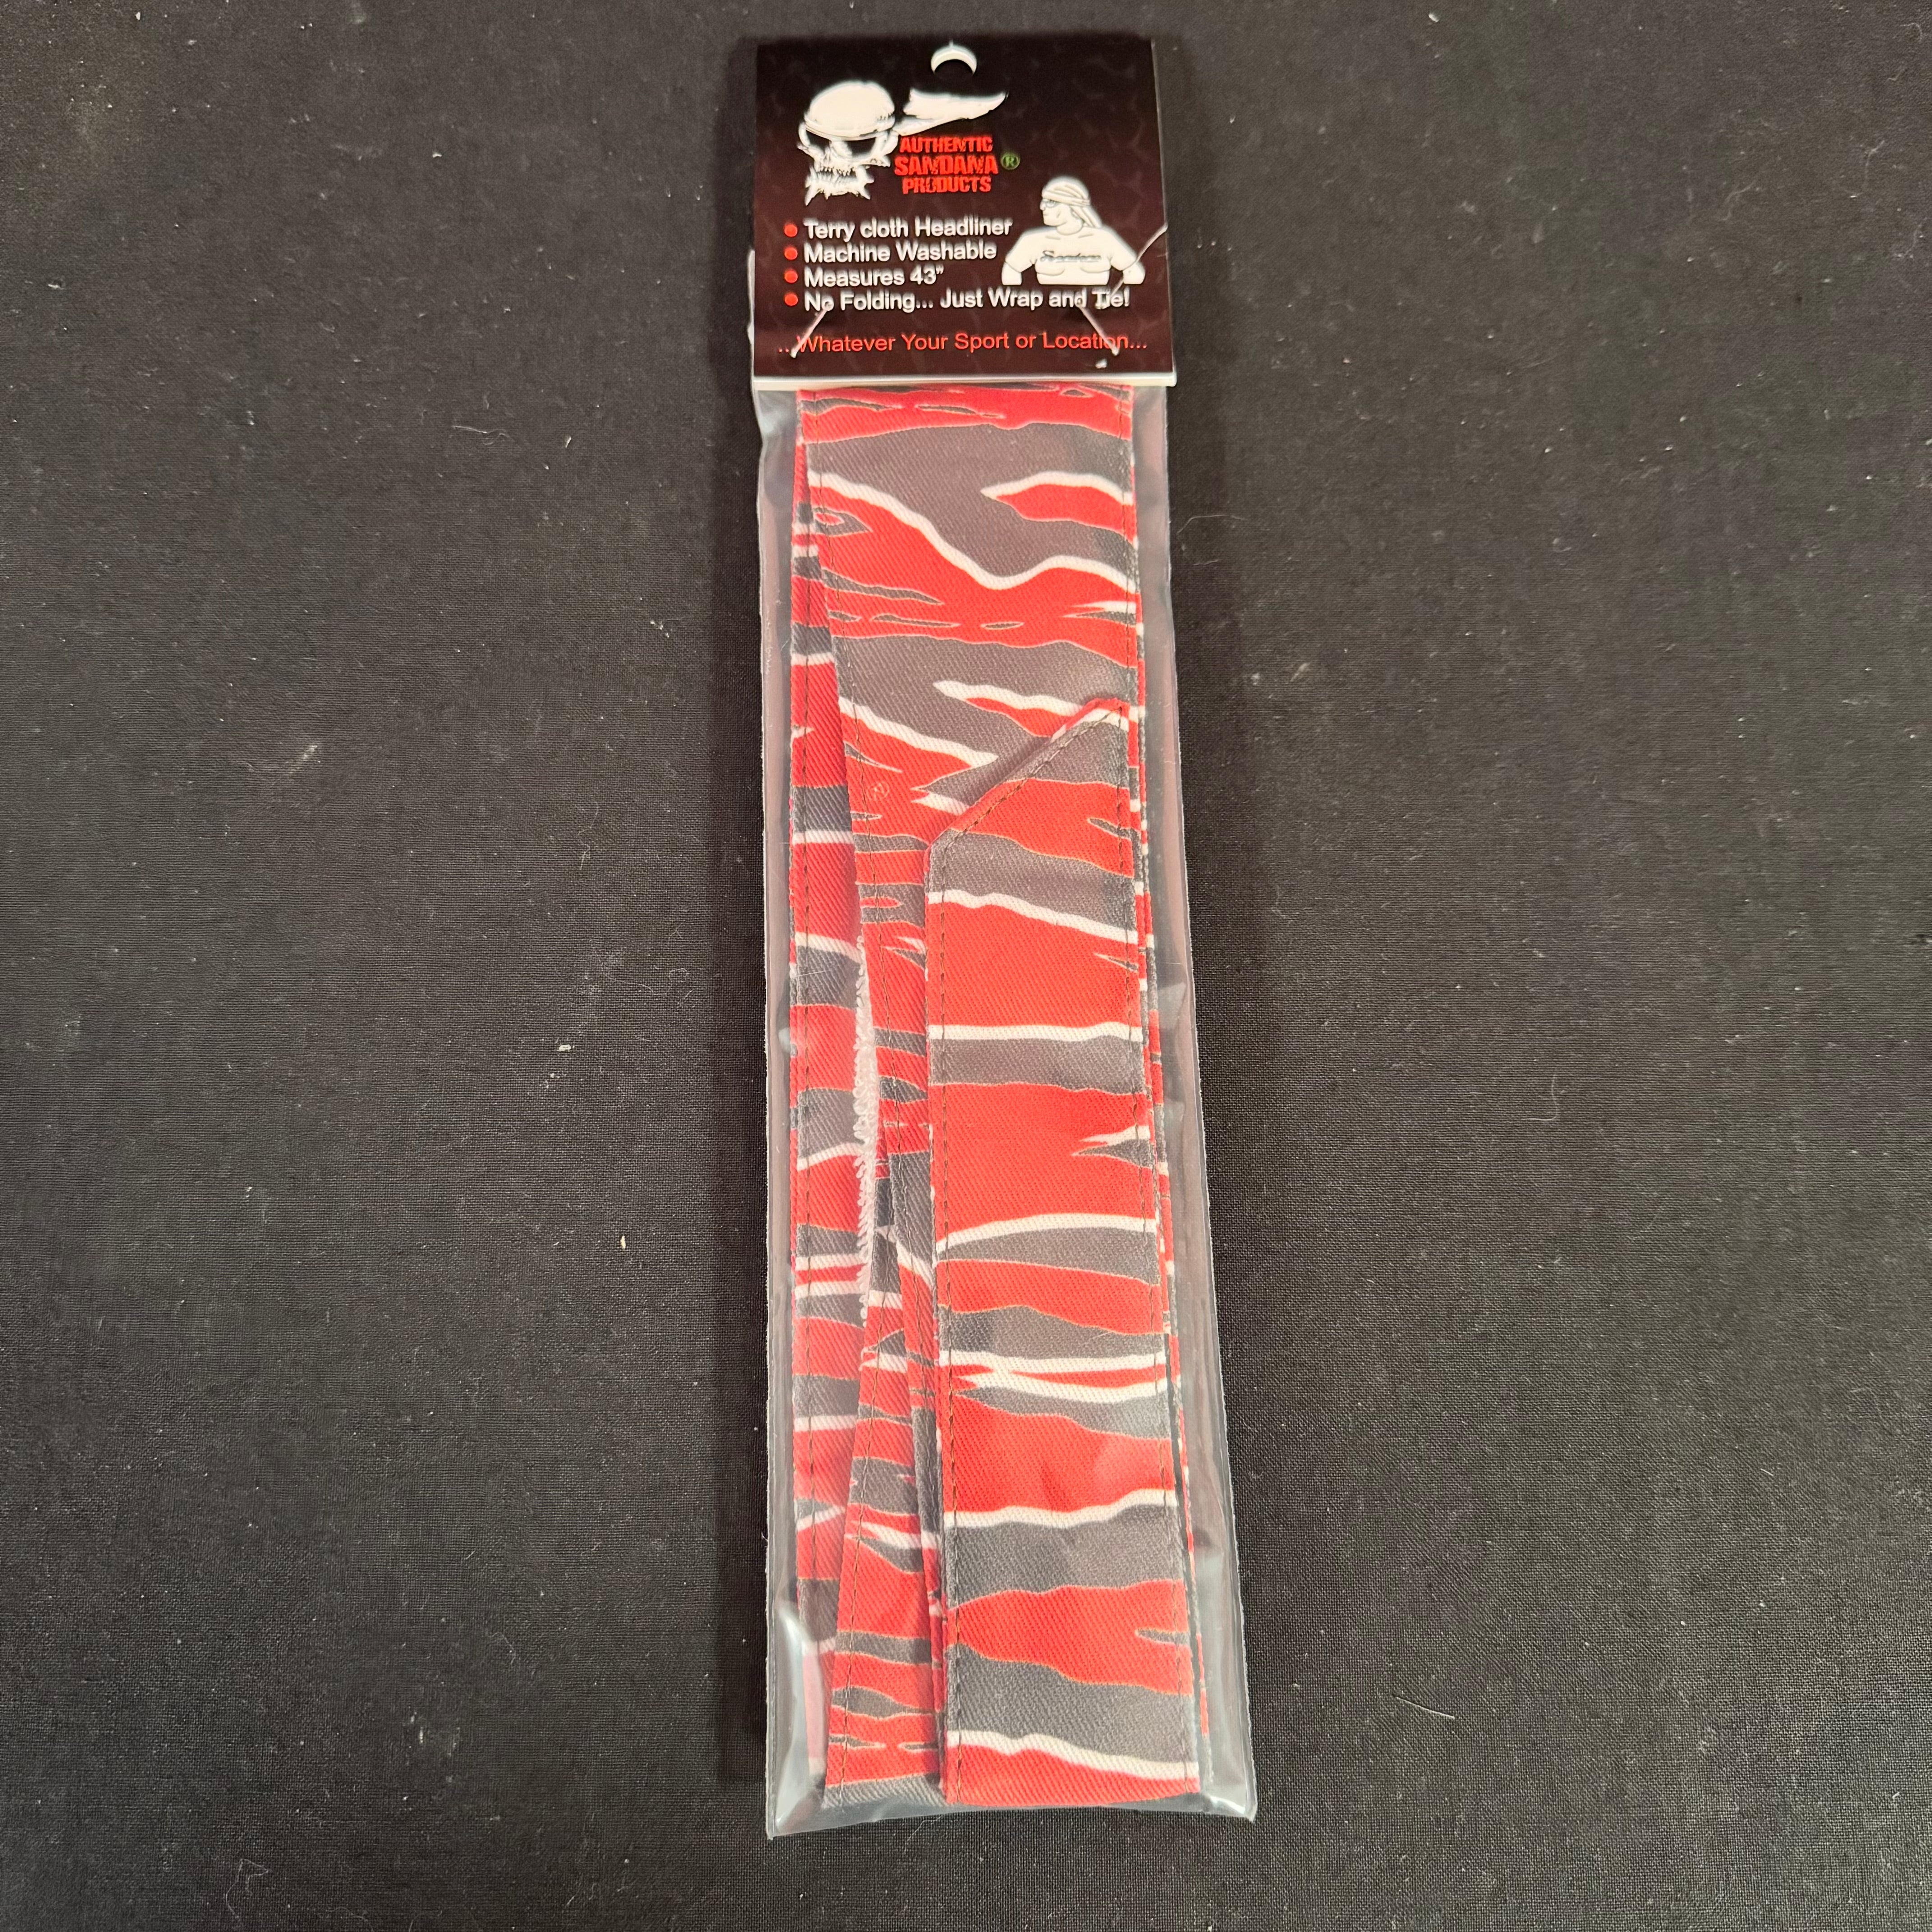 AUTHENTIC
SANDANA®
PRODUCTS
Terry cloth Headliner
Machine Washable
Measures 43"
No Folding... Just Wrap and Tie!
...Whatever Your Sport or Location...
®